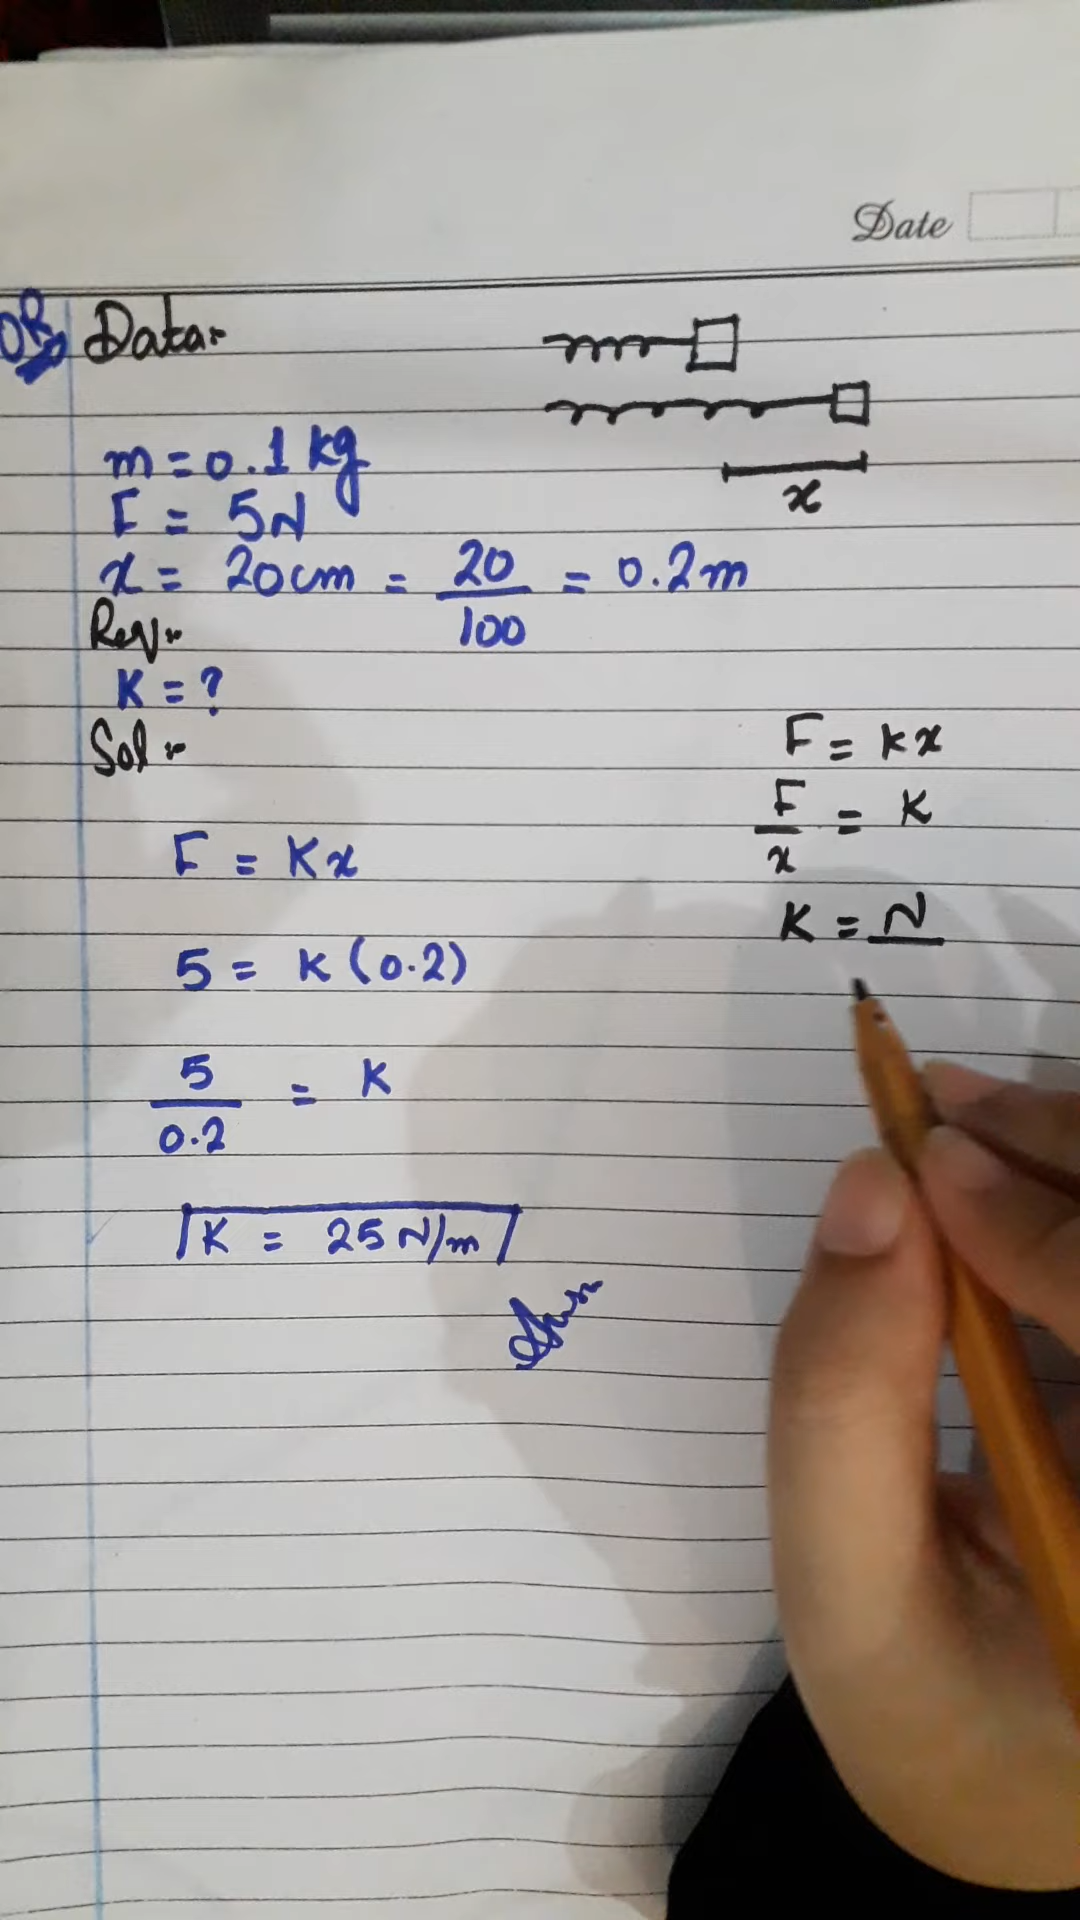 Date
OR, Data:-
m = 0.1 kg
F = 5N
x
x = 20cm = 20/100 = 0.2m
Req:-
K = ?
Sol:-
F = Kx
5 = K (0.2)
5/0.2 = K
K = 25 N/m
Ans
F = Kx
F/x = K
K = N